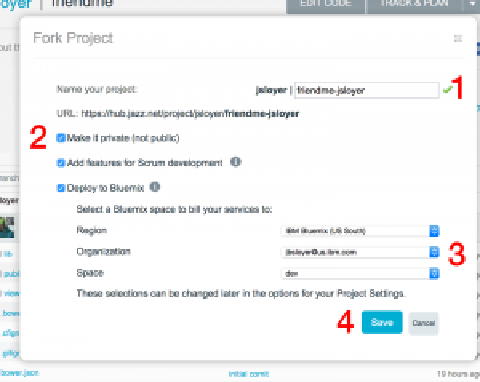 friendme
EDIT CODE
TRACK & PLAN
Fork Project
Name your project: jsloyer | friendme-jsloyer 1
URL: https://hub.jazz.net/project/jsloyer/friendme-jsloyer
2 Make it private (not public)
Add features for Scrum development
Deploy to Bluemix
Select a Bluemix space to bill your services to:
Region IBM Bluemix (US South)
Organization jlsloyer@us.ibm.com 3
Space dev
These selections can be changed later in the options for your Project Settings.
4 Save Cancel
bower.json initial commit 19 hours ago